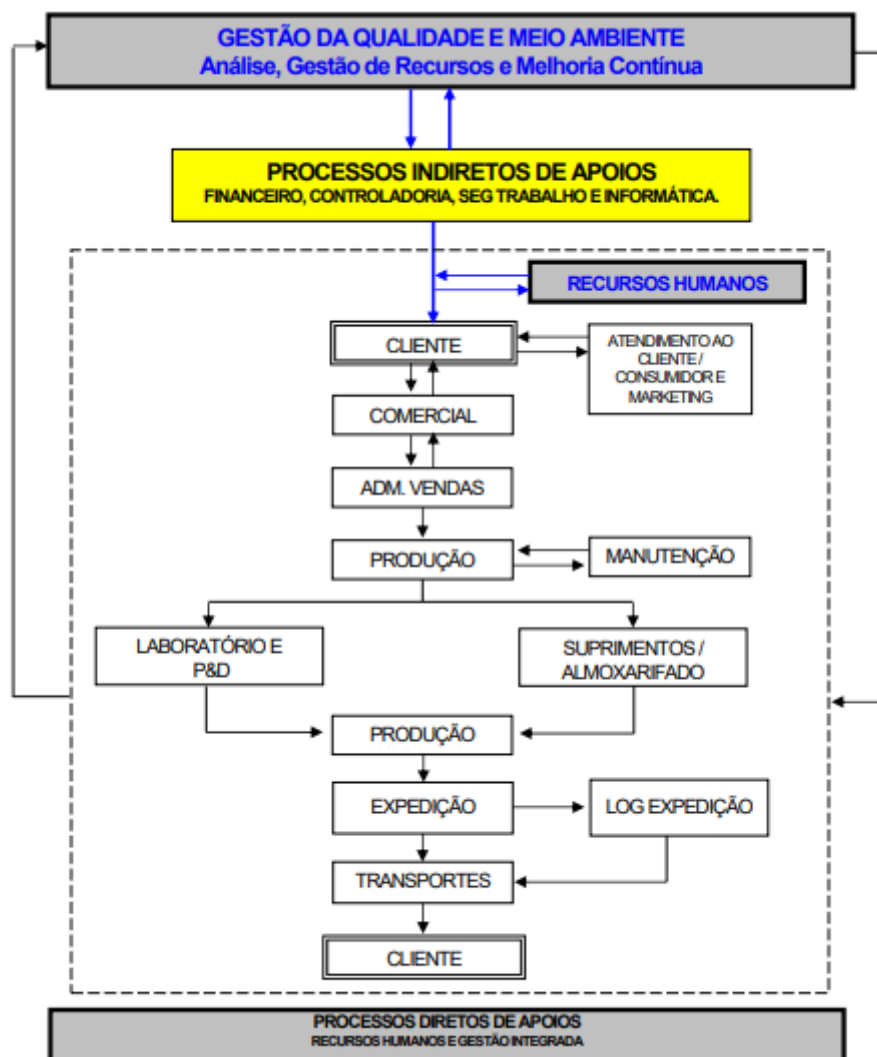 GESTÃO DA QUALIDADE E MEIO AMBIENTE
Análise, Gestão de Recursos e Melhoria Contínua
PROCESSOS INDIRETOS DE APOIOS
FINANCEIRO, CONTROLADORIA, SEG TRABALHO E INFORMÁTICA.
RECURSOS HUMANOS
CLIENTE
ATENDIMENTO AO
CLIENTE /
CONSUMIDOR E
MARKETING
COMERCIAL
ADM. VENDAS
PRODUÇÃO
MANUTENÇÃO
LABORATÓRIO E
P&D
SUPRIMENTOS /
ALMOXARIFADO
PRODUÇÃO
EXPEDIÇÃO
LOG EXPEDIÇÃO
TRANSPORTES
CLIENTE
PROCESSOS DIRETOS DE APOIOS
RECURSOS HUMANOS E GESTÃO INTEGRADA